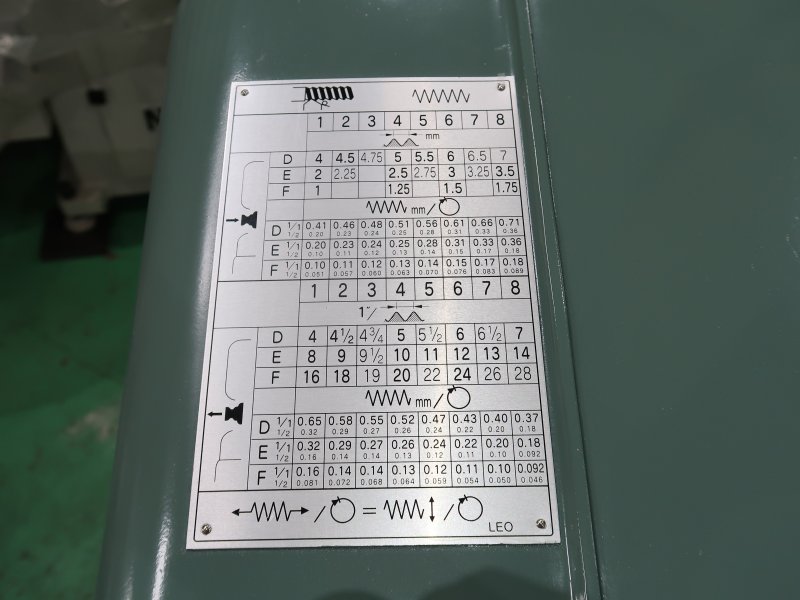 1 2 3 4 5 6 7 8
mm
D 4 4.5 4.75 5 5.5 6 6.5 7
E 2 2.25 2.5 2.75 3 3.25 3.5
F 1 1.25 1.5 1.75
mm/
D 1/1 0.41 0.46 0.48 0.51 0.56 0.61 0.66 0.71
1/2 0.20 0.23 0.24 0.25 0.28 0.31 0.33 0.36
E 1/1 0.20 0.23 0.24 0.25 0.28 0.31 0.33 0.36
1/2 0.10 0.11 0.12 0.13 0.14 0.15 0.17 0.18
F 1/1 0.10 0.11 0.12 0.13 0.14 0.15 0.17 0.18
1/2 0.051 0.057 0.060 0.063 0.070 0.076 0.083 0.089
1 2 3 4 5 6 7 8
1"/
D 4 4½ 4¾ 5 5½ 6 6½ 7
E 8 9 9½ 10 11 12 13 14
F 16 18 19 20 22 24 26 28
mm/
D 1/1 0.65 0.58 0.55 0.52 0.47 0.43 0.40 0.37
1/2 0.32 0.29 0.27 0.26 0.24 0.22 0.20 0.18
E 1/1 0.32 0.29 0.27 0.26 0.24 0.22 0.20 0.18
1/2 0.16 0.14 0.14 0.13 0.12 0.11 0.10 0.092
F 1/1 0.16 0.14 0.14 0.13 0.12 0.11 0.10 0.092
1/2 0.081 0.072 0.068 0.064 0.059 0.054 0.050 0.046
/ = /
LEO